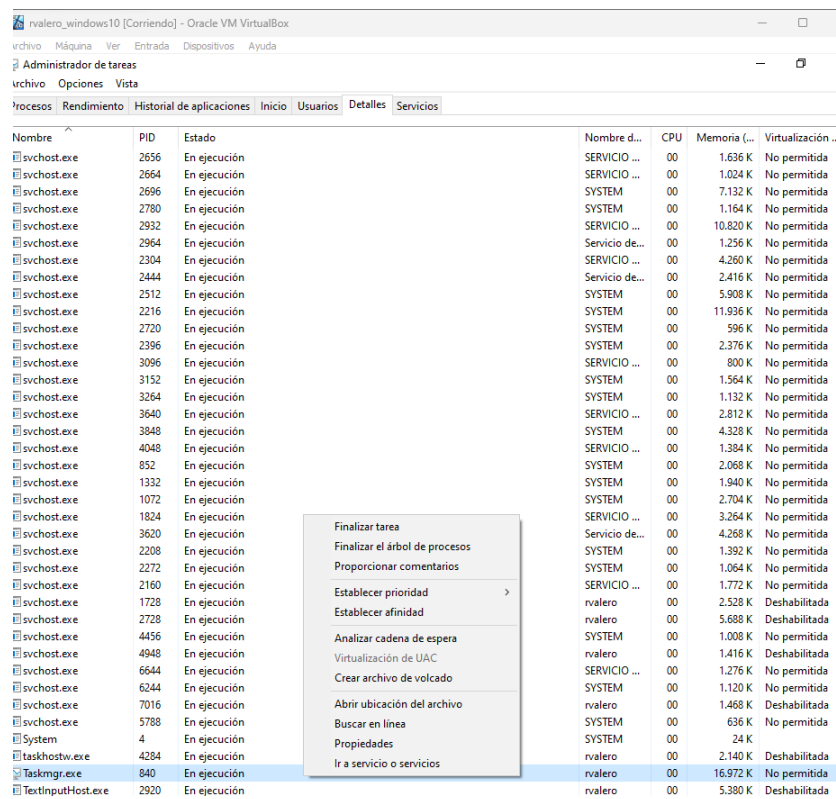 rvalero_windows10 [Corriendo] - Oracle VM VirtualBox
Archivo Máquina Ver Entrada Dispositivos Ayuda
Administrador de tareas
Archivo Opciones Vista
Procesos Rendimiento Historial de aplicaciones Inicio Usuarios Detalles Servicios
Nombre PID Estado Nombre d... CPU Memoria (... Virtualización ...
svchost.exe 2656 En ejecución SERVICIO ... 00 1.636 K No permitida
svchost.exe 2664 En ejecución SERVICIO ... 00 1.024 K No permitida
svchost.exe 2696 En ejecución SYSTEM 00 7.132 K No permitida
svchost.exe 2780 En ejecución SYSTEM 00 1.164 K No permitida
svchost.exe 2932 En ejecución SERVICIO ... 00 10.820 K No permitida
svchost.exe 2964 En ejecución Servicio de... 00 1.256 K No permitida
svchost.exe 2304 En ejecución SERVICIO ... 00 4.260 K No permitida
svchost.exe 2444 En ejecución Servicio de... 00 2.416 K No permitida
svchost.exe 2512 En ejecución SYSTEM 00 5.908 K No permitida
svchost.exe 2216 En ejecución SYSTEM 00 11.936 K No permitida
svchost.exe 2720 En ejecución SYSTEM 00 596 K No permitida
svchost.exe 2396 En ejecución SYSTEM 00 2.376 K No permitida
svchost.exe 3096 En ejecución SERVICIO ... 00 800 K No permitida
svchost.exe 3152 En ejecución SYSTEM 00 1.564 K No permitida
svchost.exe 3264 En ejecución SYSTEM 00 1.132 K No permitida
svchost.exe 3640 En ejecución SERVICIO ... 00 2.812 K No permitida
svchost.exe 3848 En ejecución SYSTEM 00 4.328 K No permitida
svchost.exe 4048 En ejecución SERVICIO ... 00 1.384 K No permitida
svchost.exe 852 En ejecución SYSTEM 00 2.068 K No permitida
svchost.exe 1332 En ejecución SYSTEM 00 1.940 K No permitida
svchost.exe 1072 En ejecución SYSTEM 00 2.704 K No permitida
svchost.exe 1824 En ejecución SERVICIO ... 00 3.264 K No permitida
svchost.exe 3620 En ejecución Servicio de... 00 4.268 K No permitida
svchost.exe 2208 En ejecución SYSTEM 00 1.392 K No permitida
svchost.exe 2272 En ejecución SYSTEM 00 1.064 K No permitida
svchost.exe 2160 En ejecución SERVICIO ... 00 1.772 K No permitida
svchost.exe 1728 En ejecución rvalero 00 2.528 K Deshabilitada
svchost.exe 2728 En ejecución rvalero 00 5.688 K Deshabilitada
svchost.exe 4456 En ejecución SYSTEM 00 1.008 K No permitida
svchost.exe 4948 En ejecución rvalero 00 1.416 K Deshabilitada
svchost.exe 6644 En ejecución SERVICIO ... 00 1.276 K No permitida
svchost.exe 6244 En ejecución SYSTEM 00 1.120 K No permitida
svchost.exe 7016 En ejecución rvalero 00 1.468 K Deshabilitada
svchost.exe 5788 En ejecución SYSTEM 00 636 K No permitida
System 4 En ejecución SYSTEM 00 24 K
taskhostw.exe 4284 En ejecución rvalero 00 2.140 K Deshabilitada
Taskmgr.exe 840 En ejecución rvalero 00 16.972 K No permitida
TextInputHost.exe 2920 En ejecución rvalero 00 5.380 K Deshabilitada
Finalizar tarea
Finalizar el árbol de procesos
Proporcionar comentarios
Establecer prioridad
Establecer afinidad
Analizar cadena de espera
Virtualización de UAC
Crear archivo de volcado
Abrir ubicación del archivo
Buscar en línea
Propiedades
Ir a servicio o servicios